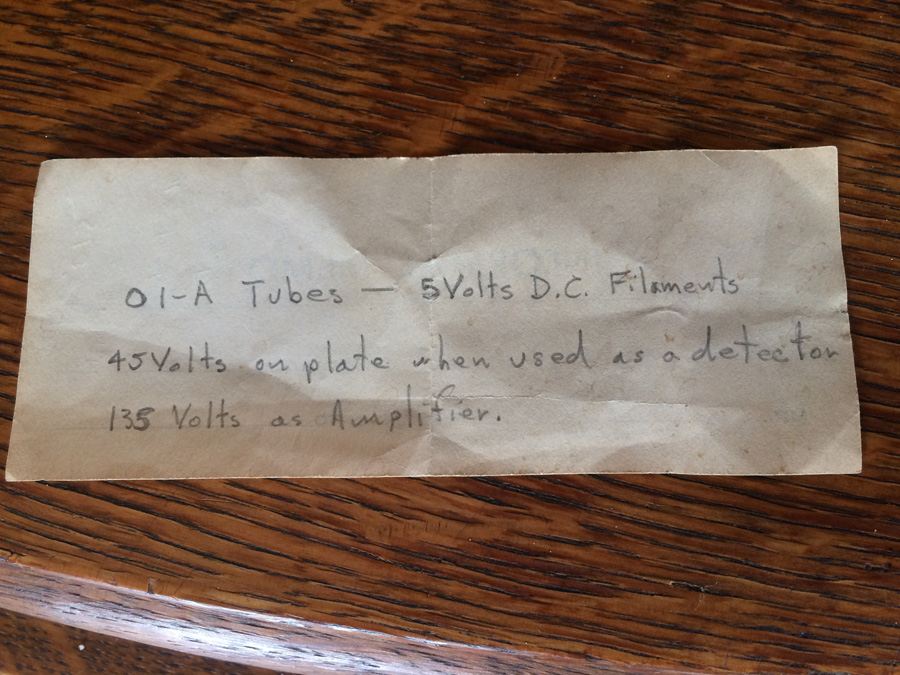 01-A Tubes — 5Volts D.C. Filaments
45Volts on plate when used as a detector
135 Volts as Amplifier.